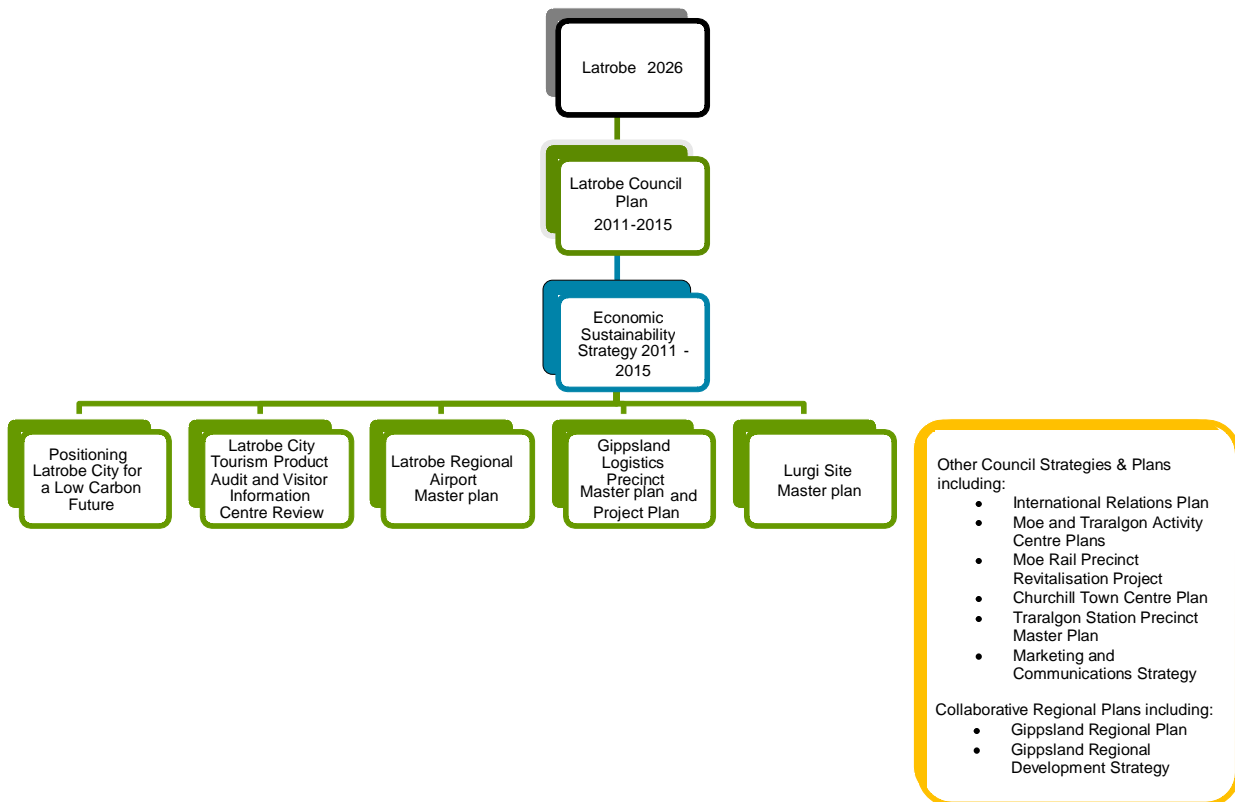 Latrobe 2026
Latrobe Council
Plan
2011-2015
Economic
Sustainability
Strategy 2011 -
2015
Positioning
Latrobe City for
a Low Carbon
Future
Latrobe City
Tourism Product
Audit and Visitor
Information
Centre Review
Latrobe Regional
Airport
Master plan
Gippsland
Logistics
Precinct
Master plan and
Project Plan
Lurgi Site
Master plan
Other Council Strategies & Plans
including:
• International Relations Plan
• Moe and Traralgon Activity
Centre Plans
• Moe Rail Precinct
Revitalisation Project
• Churchill Town Centre Plan
• Traralgon Station Precinct
Master Plan
• Marketing and
Communications Strategy
Collaborative Regional Plans including:
• Gippsland Regional Plan
• Gippsland Regional
Development Strategy